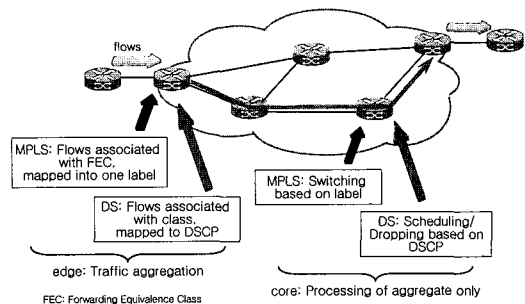 flows
MPLS: Flows associated
with FEC,
mapped into one label
DS: Flows associated
with class,
mapped to DSCP
MPLS: Switching
based on label
DS: Scheduling/
Dropping based on
DSCP
edge: Traffic aggregation
core: Processing of aggregate only
FEC: Forwarding Equivalence Class